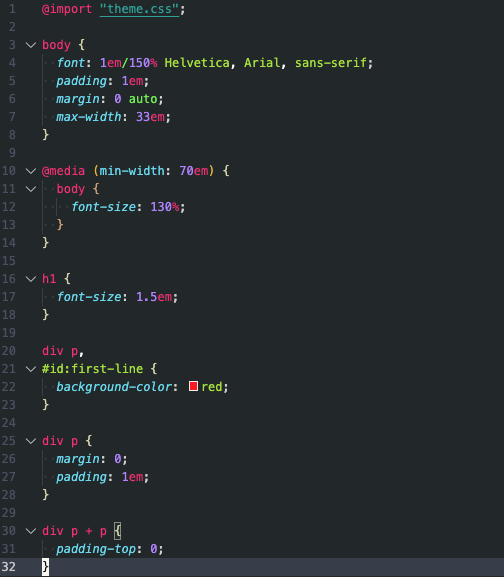 1 @import "theme.css";
2
3 body {
4 font: 1em/150% Helvetica, Arial, sans-serif;
5 padding: 1em;
6 margin: 0 auto;
7 max-width: 33em;
8 }
9
10 @media (min-width: 70em) {
11 body {
12 font-size: 130%;
13 }
14 }
15
16 h1 {
17 font-size: 1.5em;
18 }
19
20 div p,
21 #id:first-line {
22 background-color: red;
23 }
24
25 div p {
26 margin: 0;
27 padding: 1em;
28 }
29
30 div p + p {
31 padding-top: 0;
32 }